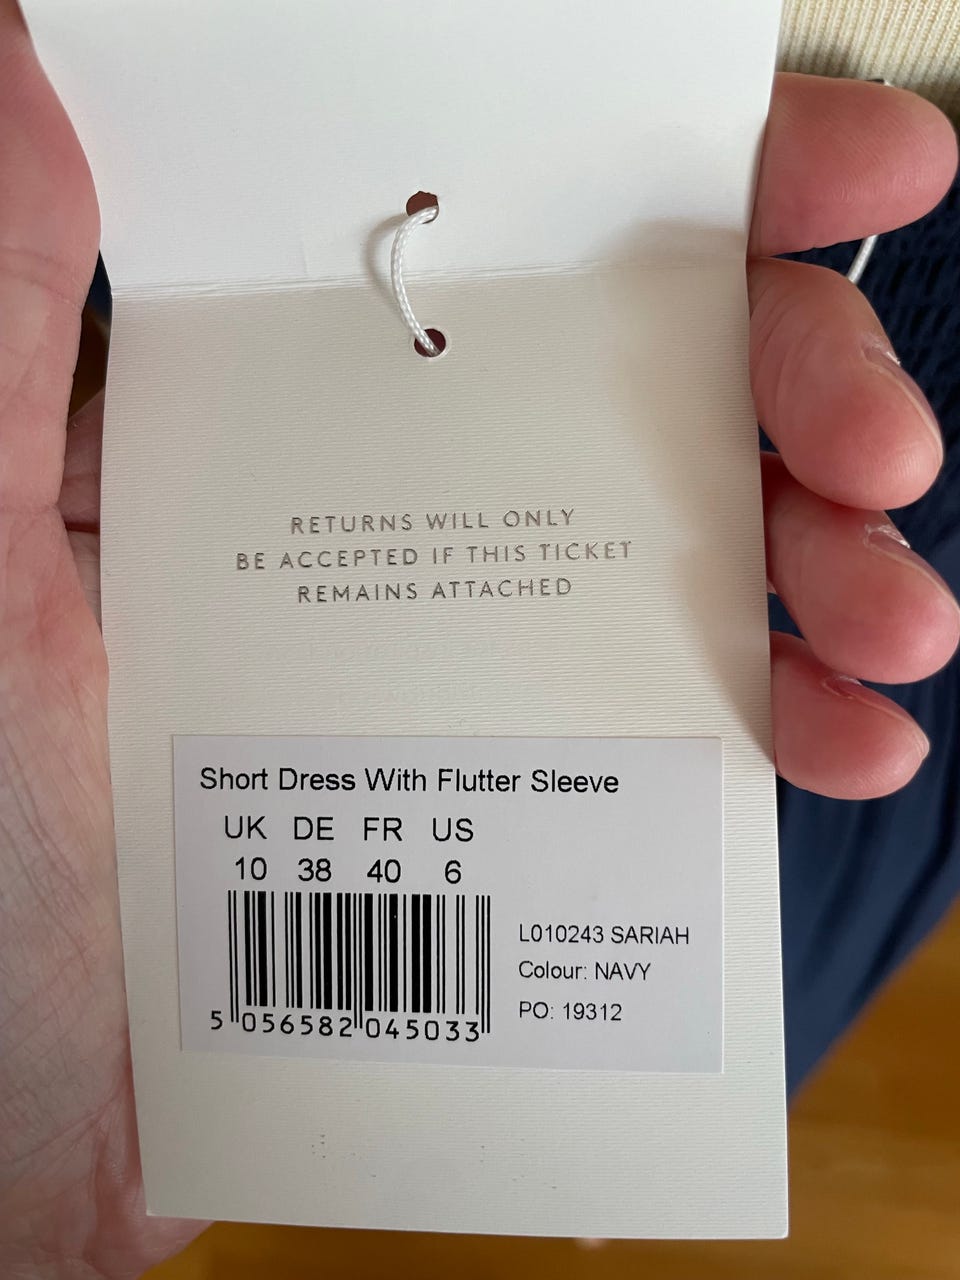 RETURNS WILL ONLY
BE ACCEPTED IF THIS TICKET
REMAINS ATTACHED
Short Dress With Flutter Sleeve
UK DE FR US
10 38 40 6
L010243 SARIAH
Colour: NAVY
PO: 19312
5 056582 045033